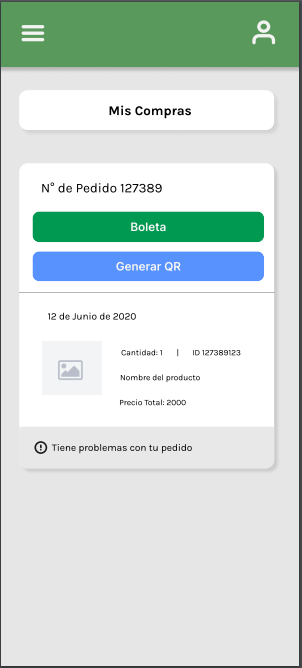 Mis Compras
N° de Pedido 127389
Boleta
Generar QR
12 de Junio de 2020
Cantidad: 1 | ID 127389123
Nombre del producto
Precio Total: 2000
Tiene problemas con tu pedido